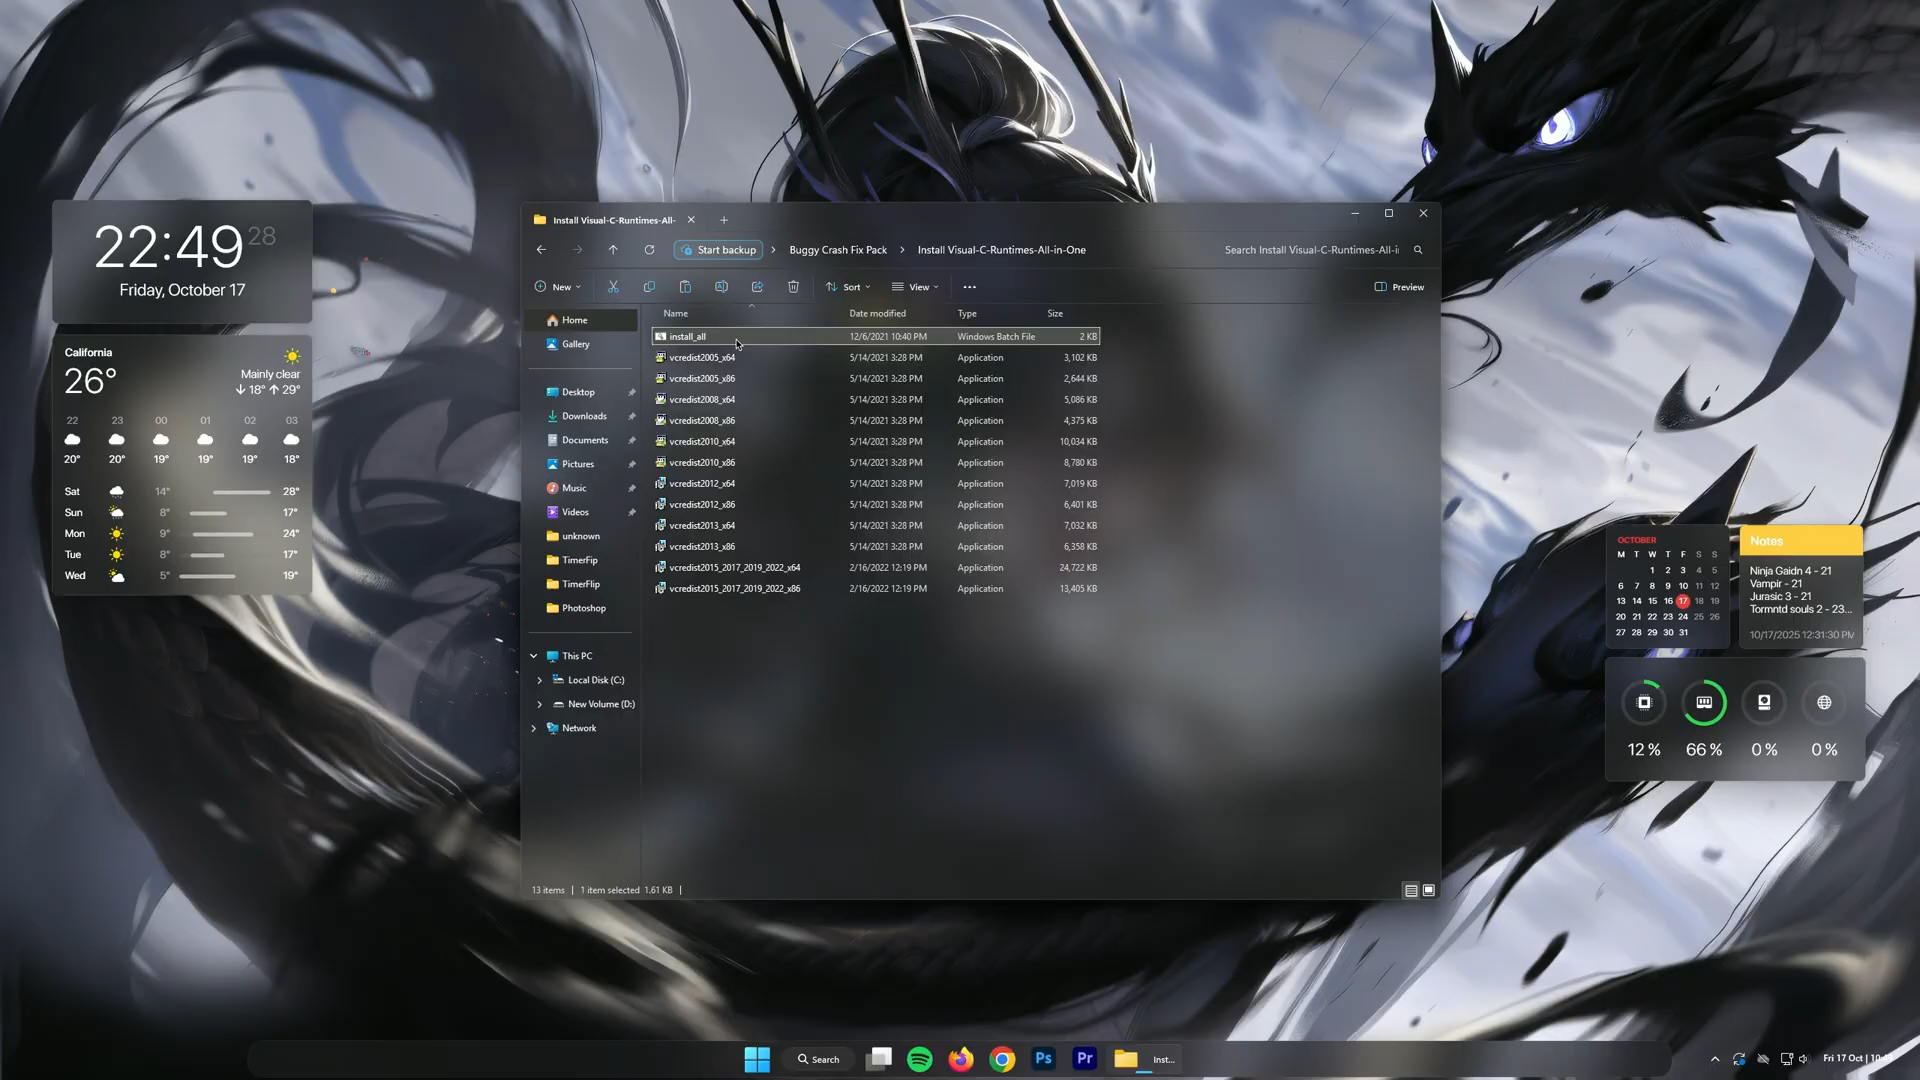 22:49 28
Friday, October 17
California
26°
Mainly clear
↓ 18° ↑ 29°
22 23 00 01 02 03
20° 20° 19° 19° 19° 18°
Sat 14° 28°
Sun 8° 17°
Mon 9° 24°
Tue 8° 17°
Wed 5° 19°
Install Visual-C-Runtimes-All-
Start backup > Buggy Crash Fix Pack > Install Visual-C-Runtimes-All-in-One
Search Install Visual-C-Runtimes-All-i
New Sort View ... Preview
Name Date modified Type Size
install_all 12/6/2021 10:40 PM Windows Batch File 2 KB
vcredist2005_x64 5/14/2021 3:28 PM Application 3,102 KB
vcredist2005_x86 5/14/2021 3:28 PM Application 2,644 KB
vcredist2008_x64 5/14/2021 3:28 PM Application 5,086 KB
vcredist2008_x86 5/14/2021 3:28 PM Application 4,375 KB
vcredist2010_x64 5/14/2021 3:28 PM Application 10,034 KB
vcredist2010_x86 5/14/2021 3:28 PM Application 8,780 KB
vcredist2012_x64 5/14/2021 3:28 PM Application 7,019 KB
vcredist2012_x86 5/14/2021 3:28 PM Application 6,401 KB
vcredist2013_x64 5/14/2021 3:28 PM Application 7,032 KB
vcredist2013_x86 5/14/2021 3:28 PM Application 6,358 KB
vcredist2015_2017_2019_2022_x64 2/16/2022 12:19 PM Application 24,722 KB
vcredist2015_2017_2019_2022_x86 2/16/2022 12:19 PM Application 13,405 KB
Home
Gallery
Desktop
Downloads
Documents
Pictures
Music
Videos
unknown
TimerFip
TimerFlip
Photoshop
This PC
Local Disk (C:)
New Volume (D:)
Network
13 items | 1 item selected 1.61 KB |
OCTOBER
M T W T F S S
1 2 3 4 5
6 7 8 9 10 11 12
13 14 15 16 17 18 19
20 21 22 23 24 25 26
27 28 29 30 31
Notes
Ninja Gaidn 4 - 21
Vampir - 21
Jurasic 3 - 21
Tormntd souls 2 - 23...
10/17/2025 12:31:30 PM
12 % 66 % 0 % 0 %
Search
Ps
Pr
Inst...
Fri 17 Oct |